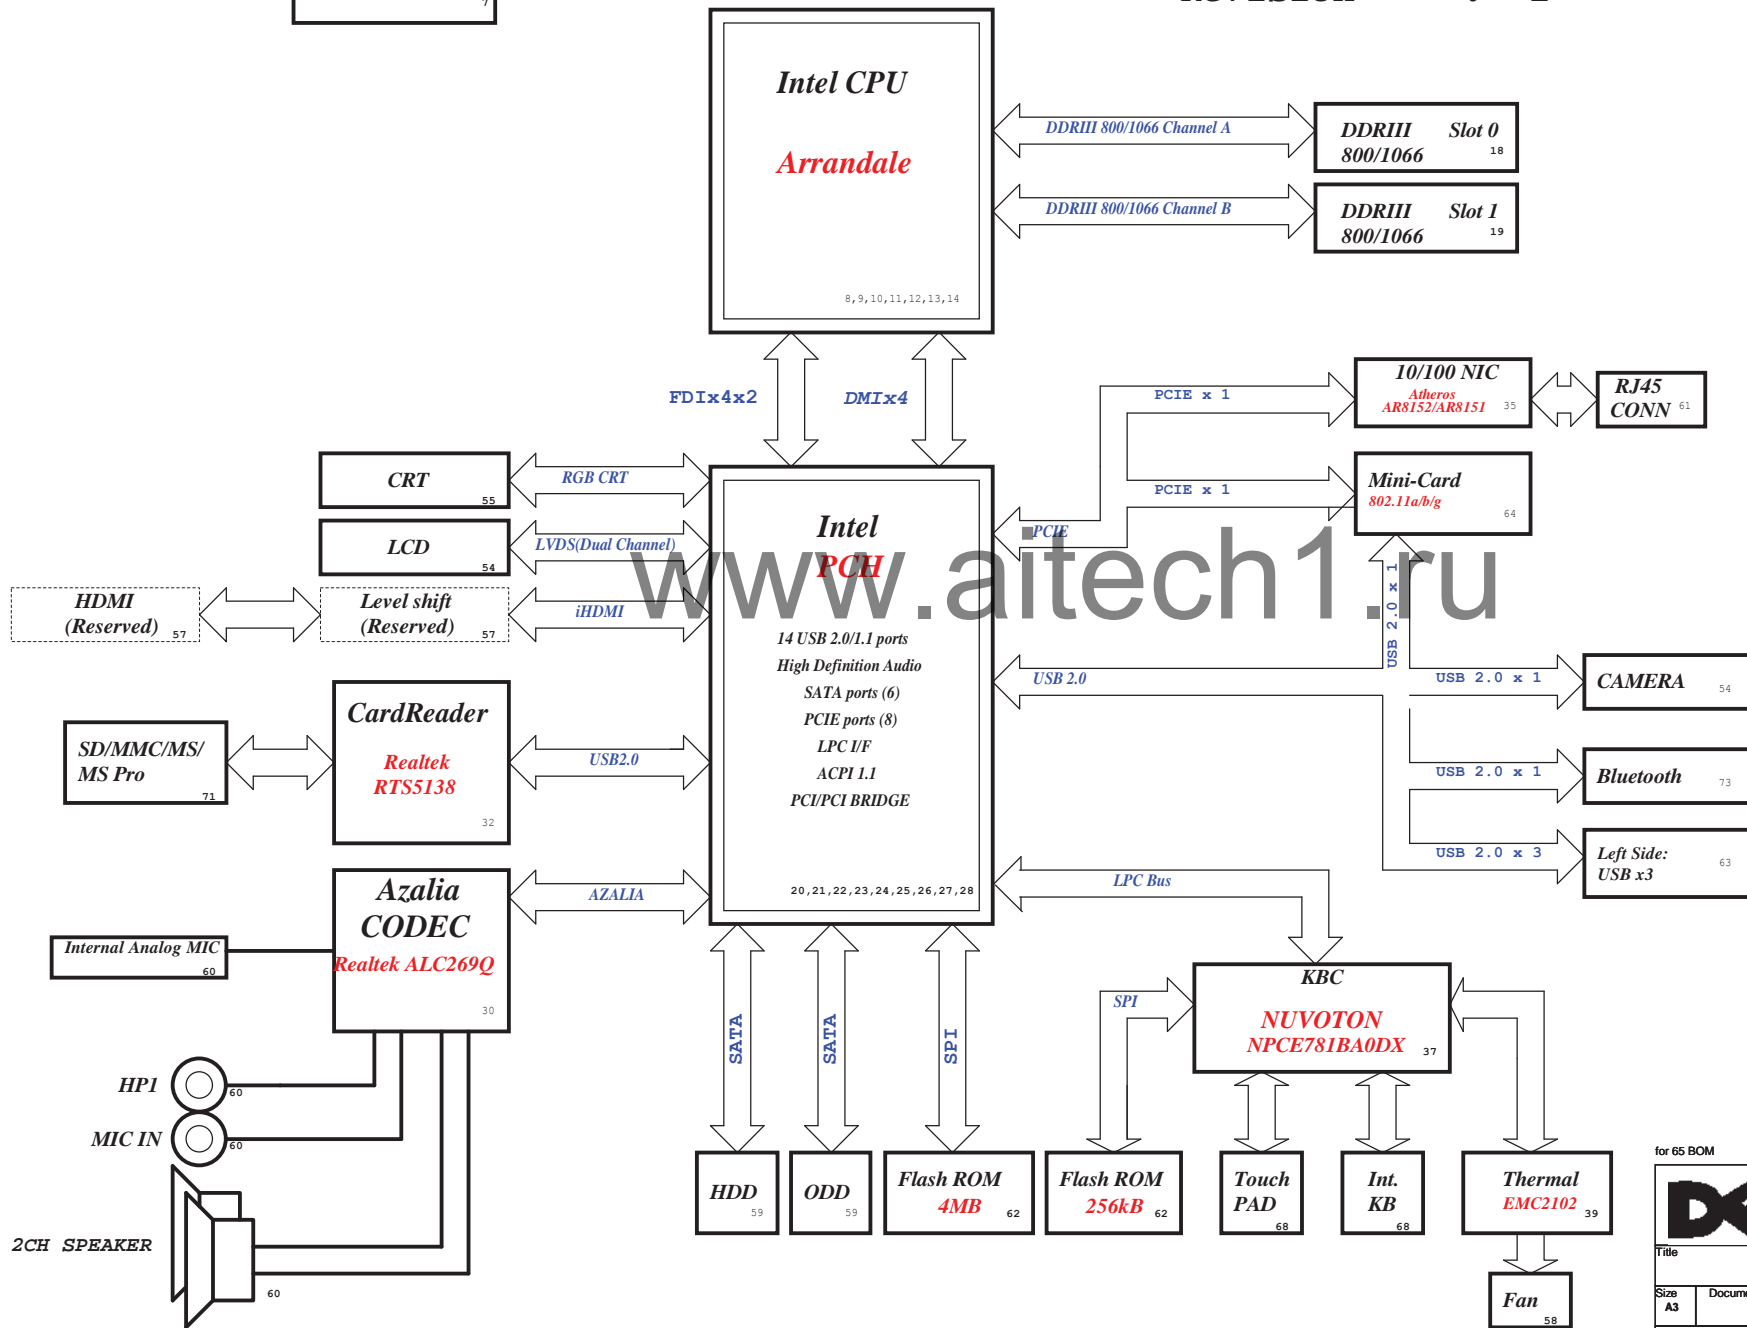 7
Intel CPU
Arrandale
8,9,10,11,12,13,14
DDRIII 800/1066 Channel A
DDRIII Slot 0
800/1066 18
DDRIII 800/1066 Channel B
DDRIII Slot 1
800/1066 19
FDIx4x2
DMIx4
PCIE x 1
10/100 NIC
Atheros
AR8152/AR8151 35
RJ45
CONN 61
CRT
55
RGB CRT
PCIE x 1
Mini-Card
802.11a/b/g
64
LCD
54
LVDS(Dual Channel)
Intel
PCH
PCIE
www.aitech1.ru
HDMI
(Reserved) 57
Level shift
(Reserved) 57
iHDMI
USB 2.0 x 1
14 USB 2.0/1.1 ports
High Definition Audio
SATA ports (6)
PCIE ports (8)
LPC I/F
ACPI 1.1
PCI/PCI BRIDGE
20,21,22,23,24,25,26,27,28
USB 2.0
USB 2.0 x 1
CAMERA 54
SD/MMC/MS/
MS Pro
71
CardReader
Realtek
RTS5138
32
USB2.0
USB 2.0 x 1
Bluetooth 73
USB 2.0 x 3
Left Side: 63
USB x3
Azalia
CODEC
Realtek ALC269Q
30
AZALIA
LPC Bus
Internal Analog MIC
60
SATA
SATA
SPI
SPI
KBC
NUVOTON
NPCE781BA0DX 37
HP1
60
MIC IN
60
2CH SPEAKER
60
HDD
59
ODD
59
Flash ROM
4MB 62
Flash ROM
256kB 62
Touch
PAD
68
Int.
KB
68
Thermal
EMC2102 39
Fan
58
for 65 BOM
Title
Size
A3